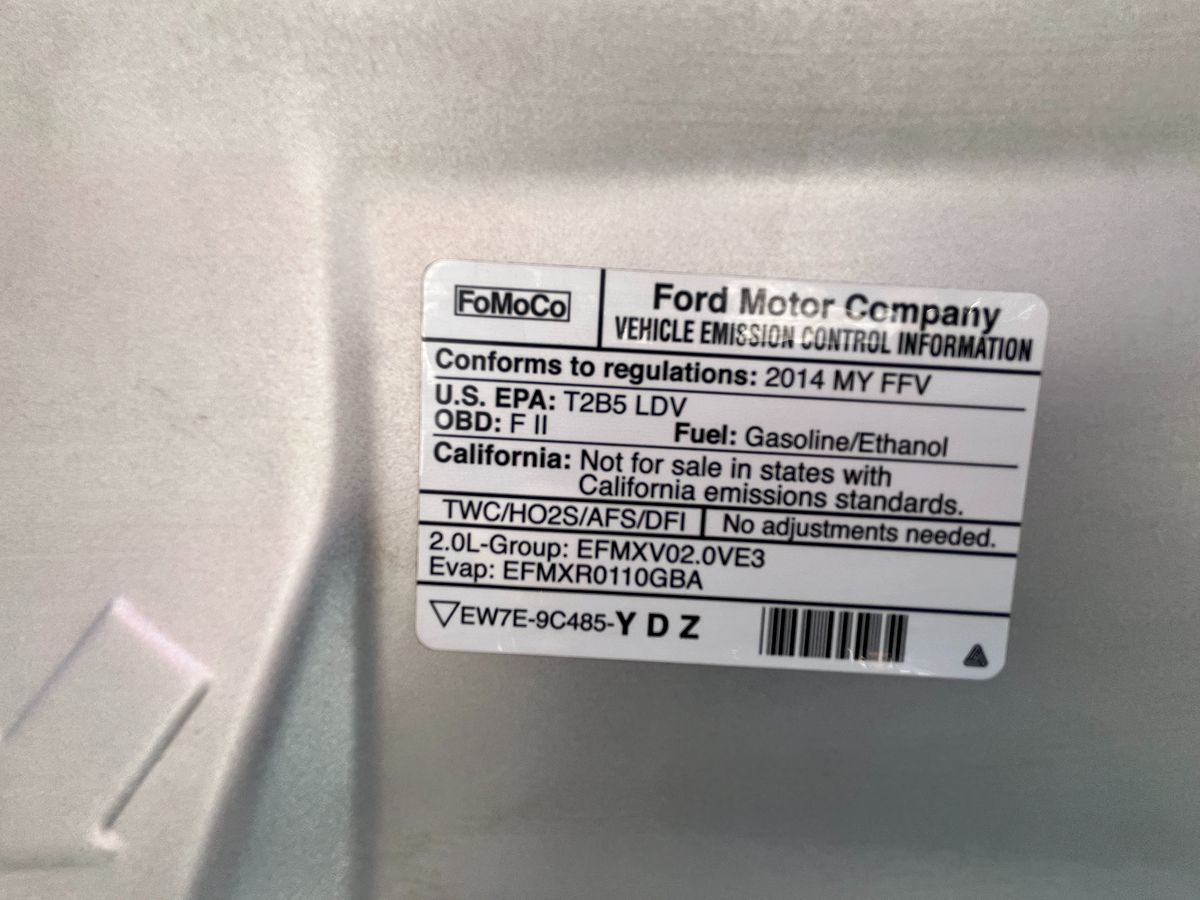 FoMoCo
Ford Motor Company
VEHICLE EMISSION CONTROL INFORMATION
Conforms to regulations: 2014 MY FFV
U.S. EPA: T2B5 LDV
OBD: F II Fuel: Gasoline/Ethanol
California: Not for sale in states with
California emissions standards.
TWC/HO2S/AFS/DFI No adjustments needed.
2.0L-Group: EFMXV02.0VE3
Evap: EFMXR0110GBA
▽EW7E-9C485-Y D Z